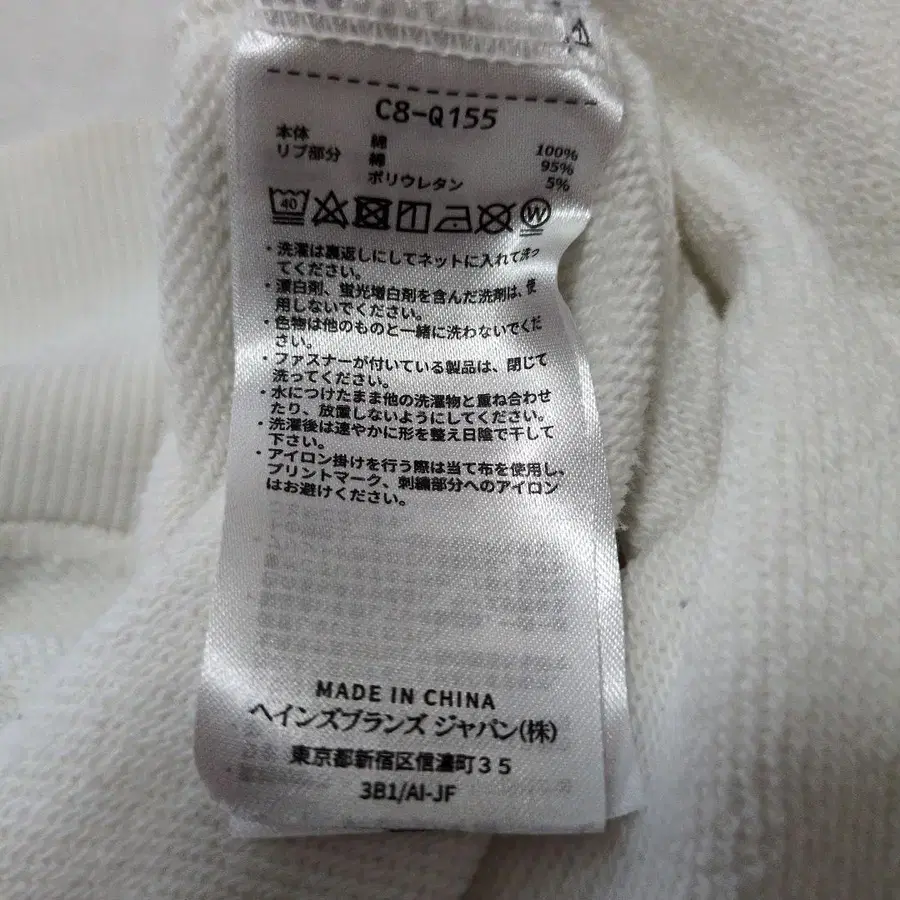 C8-Q155
本体 綿 100%
リブ部分 綿 95%
ポリウレタン 5%
40
W
・洗濯は裏返しにしてネットに入れて洗っ
てください。
・漂白剤、蛍光増白剤を含んだ洗剤は、使
用しないでください。
・色物は他のものと一緒に洗わないでくだ
さい。
・ファスナーが付いている製品は、閉じて
洗ってください。
・水につけたまま他の洗濯物と重ね合わせ
たり、放置しないようにしてください。
・洗濯後は速やかに形を整え日陰で干して
下さい。
・アイロン掛けを行う際は当て布を使用し、
プリントマーク、刺繍部分へのアイロン
はお避けください。
MADE IN CHINA
ヘインズブランズ ジャパン(株)
東京都新宿区信濃町35
3B1/AI-JF